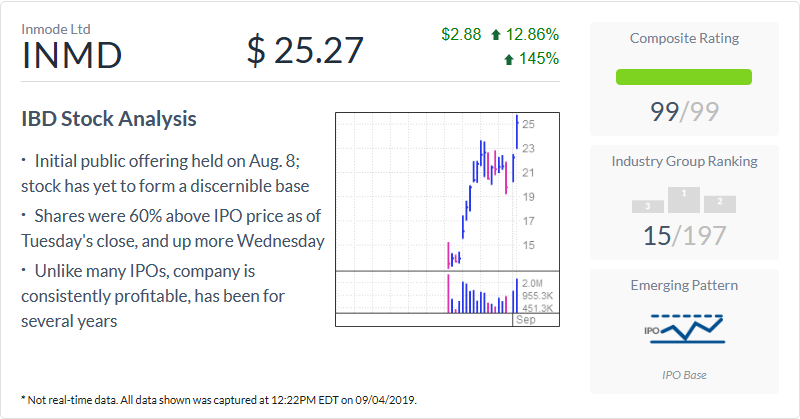 Inmode Ltd
INMD
$ 25.27
$2.88 12.86%
145%
IBD Stock Analysis
· Initial public offering held on Aug. 8;
stock has yet to form a discernible base
· Shares were 60% above IPO price as of
Tuesday's close, and up more Wednesday
· Unlike many IPOs, company is
consistently profitable, has been for
several years
25
23
21
19
17
15
2.0M
955.3K
451.3K
Sep
Composite Rating
99/99
Industry Group Ranking
3
1
2
15/197
Emerging Pattern
IPO
IPO Base
* Not real-time data. All data shown was captured at 12:22PM EDT on 09/04/2019.